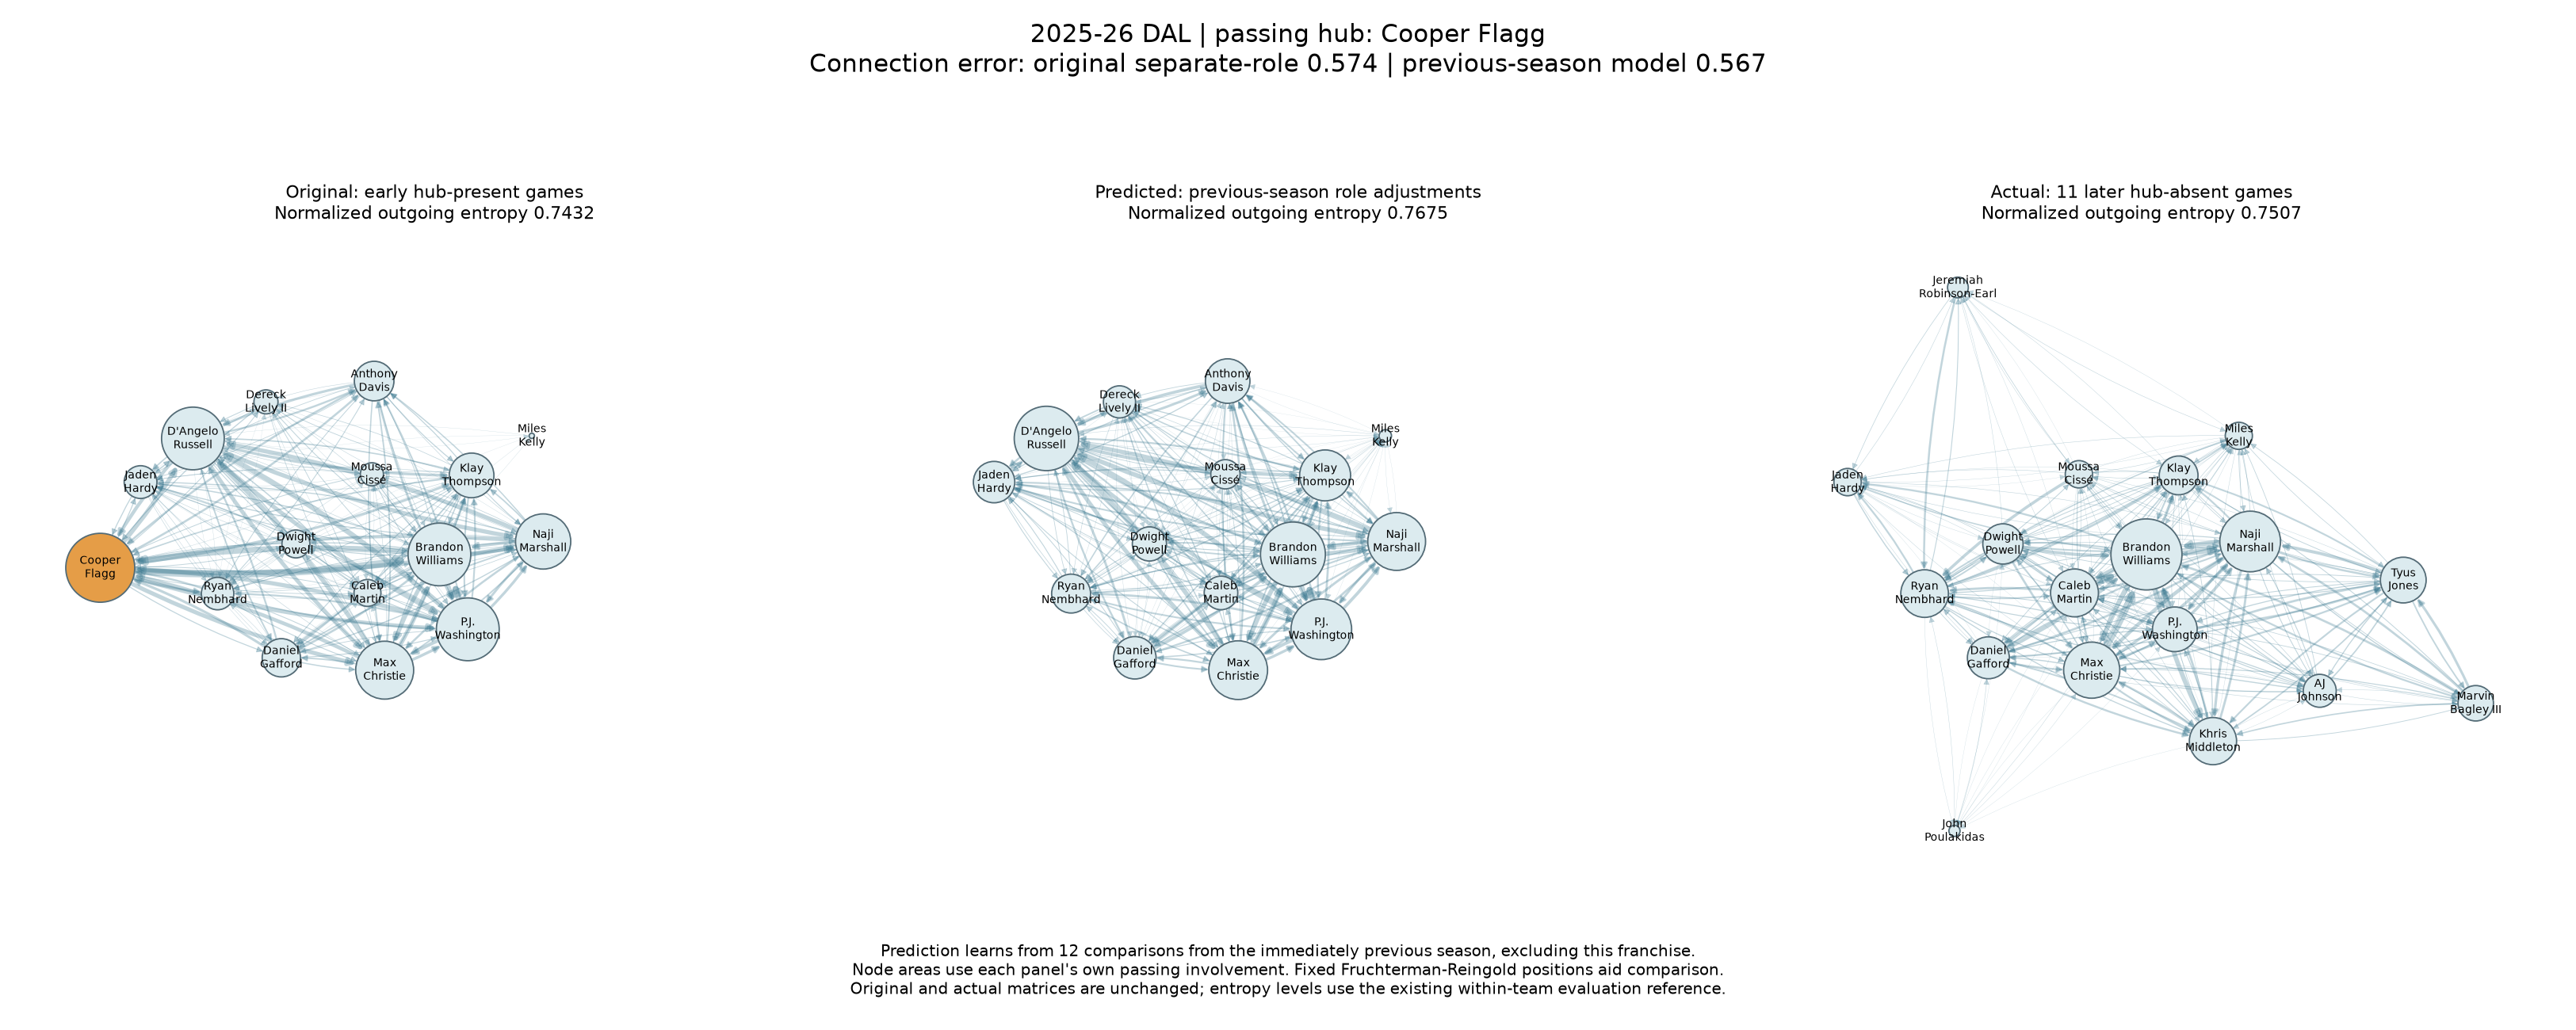 2025-26 DAL | passing hub: Cooper Flagg
Connection error: original separate-role 0.574 | previous-season model 0.567
Original: early hub-present games
Normalized outgoing entropy 0.7432
Anthony
Davis
Dereck
Lively II
D'Angelo
Russell
Miles
Kelly
Jaden
Hardy
Moussa
Cissé
Klay
Thompson
Dwight
Powell
Brandon
Williams
Naji
Marshall
Cooper
Flagg
Ryan
Nembhard
Caleb
Martin
P.J.
Washington
Daniel
Gafford
Max
Christie
Predicted: previous-season role adjustments
Normalized outgoing entropy 0.7675
Anthony
Davis
Dereck
Lively II
D'Angelo
Russell
Miles
Kelly
Jaden
Hardy
Moussa
Cissé
Klay
Thompson
Dwight
Powell
Brandon
Williams
Naji
Marshall
Ryan
Nembhard
Caleb
Martin
P.J.
Washington
Daniel
Gafford
Max
Christie
Actual: 11 later hub-absent games
Normalized outgoing entropy 0.7507
Jeremiah
Robinson-Earl
Miles
Kelly
Jaden
Hardy
Moussa
Cissé
Klay
Thompson
Dwight
Powell
Brandon
Williams
Naji
Marshall
Tyus
Jones
Ryan
Nembhard
Caleb
Martin
P.J.
Washington
Daniel
Gafford
Max
Christie
AJ
Johnson
Marvin
Bagley III
Khris
Middleton
John
Poulakidas
Prediction learns from 12 comparisons from the immediately previous season, excluding this franchise.
Node areas use each panel's own passing involvement. Fixed Fruchterman-Reingold positions aid comparison.
Original and actual matrices are unchanged; entropy levels use the existing within-team evaluation reference.